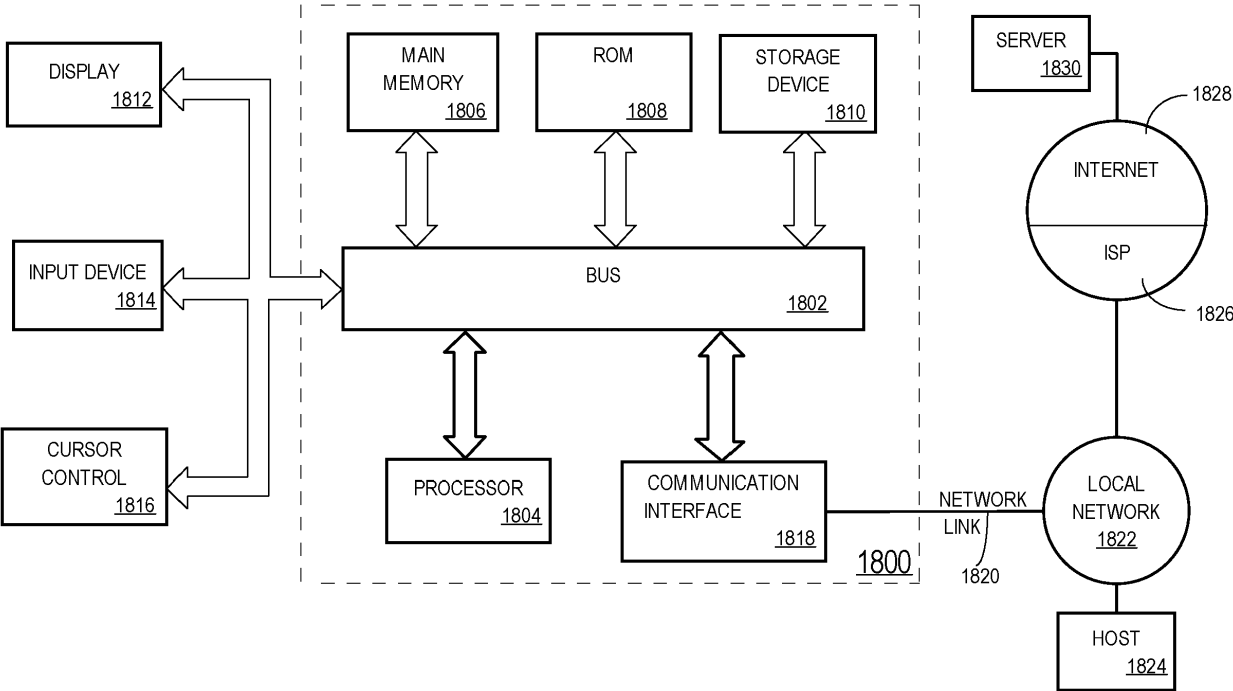 DISPLAY
1812
INPUT DEVICE
1814
CURSOR
CONTROL
1816
MAIN
MEMORY
1806
ROM
1808
STORAGE
DEVICE
1810
BUS
1802
PROCESSOR
1804
COMMUNICATION
INTERFACE
1818
1800
NETWORK
LINK
1820
SERVER
1830
1828
INTERNET
ISP
1826
LOCAL
NETWORK
1822
HOST
1824